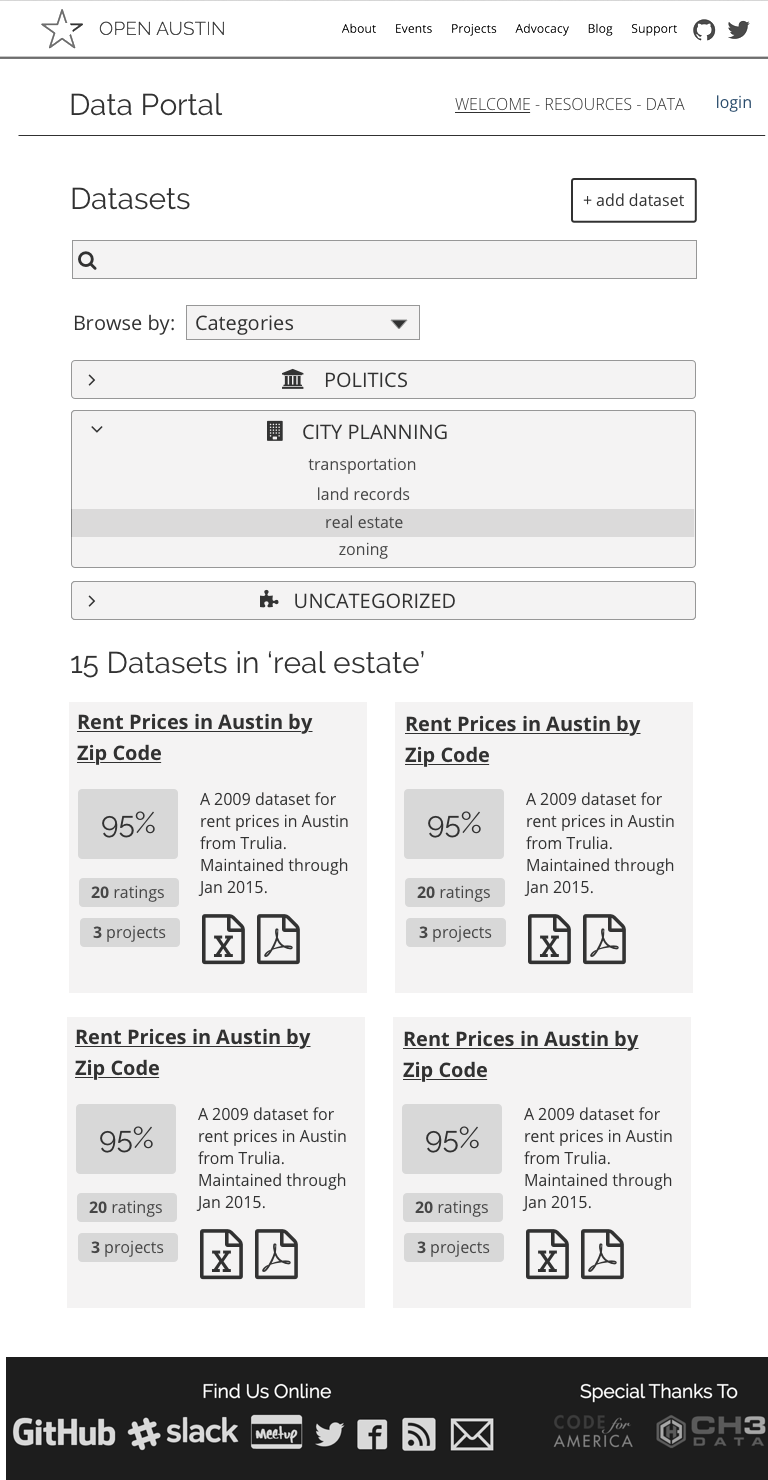 OPEN AUSTIN
About Events Projects Advocacy Blog Support
Data Portal
WELCOME - RESOURCES - DATA
login
Datasets
+ add dataset
Browse by: Categories
POLITICS
CITY PLANNING
transportation
land records
real estate
zoning
UNCATEGORIZED
15 Datasets in ‘real estate’
Rent Prices in Austin by
Zip Code
95%
20 ratings
3 projects
A 2009 dataset for
rent prices in Austin
from Trulia.
Maintained through
Jan 2015.
X
Rent Prices in Austin by
Zip Code
95%
20 ratings
3 projects
A 2009 dataset for
rent prices in Austin
from Trulia.
Maintained through
Jan 2015.
X
Rent Prices in Austin by
Zip Code
95%
20 ratings
3 projects
A 2009 dataset for
rent prices in Austin
from Trulia.
Maintained through
Jan 2015.
X
Rent Prices in Austin by
Zip Code
95%
20 ratings
3 projects
A 2009 dataset for
rent prices in Austin
from Trulia.
Maintained through
Jan 2015.
X
Find Us Online
GitHub slack Meetup
Special Thanks To
CODE for
AMERICA
CH3
DATA